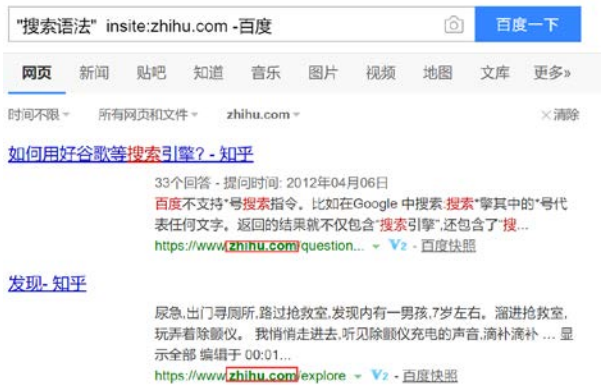 "搜索语法" insite:zhihu.com -百度 百度一下
网页 新闻 贴吧 知道 音乐 图片 视频 地图 文库 更多»
时间不限 所有网页和文件 zhihu.com ×清除
如何用好谷歌等搜索引擎? - 知乎
33个回答 - 提问时间: 2012年04月06日
百度不支持*号搜索指令。比如在Google 中搜索:搜索*擎其中的*号代
表任何文字。返回的结果就不仅包含"搜索引擎",还包含了"搜...
https://www.zhihu.com/question... V2 - 百度快照
发现- 知乎
尿急,出门寻厕所,路过抢救室,发现内有一男孩,7岁左右。溜进抢救室,
玩弄着除颤仪。 我悄悄走进去,听见除颤仪充电的声音,滴补滴补 ... 显
示全部 编辑于 00:01...
https://www.zhihu.com/explore V2 - 百度快照